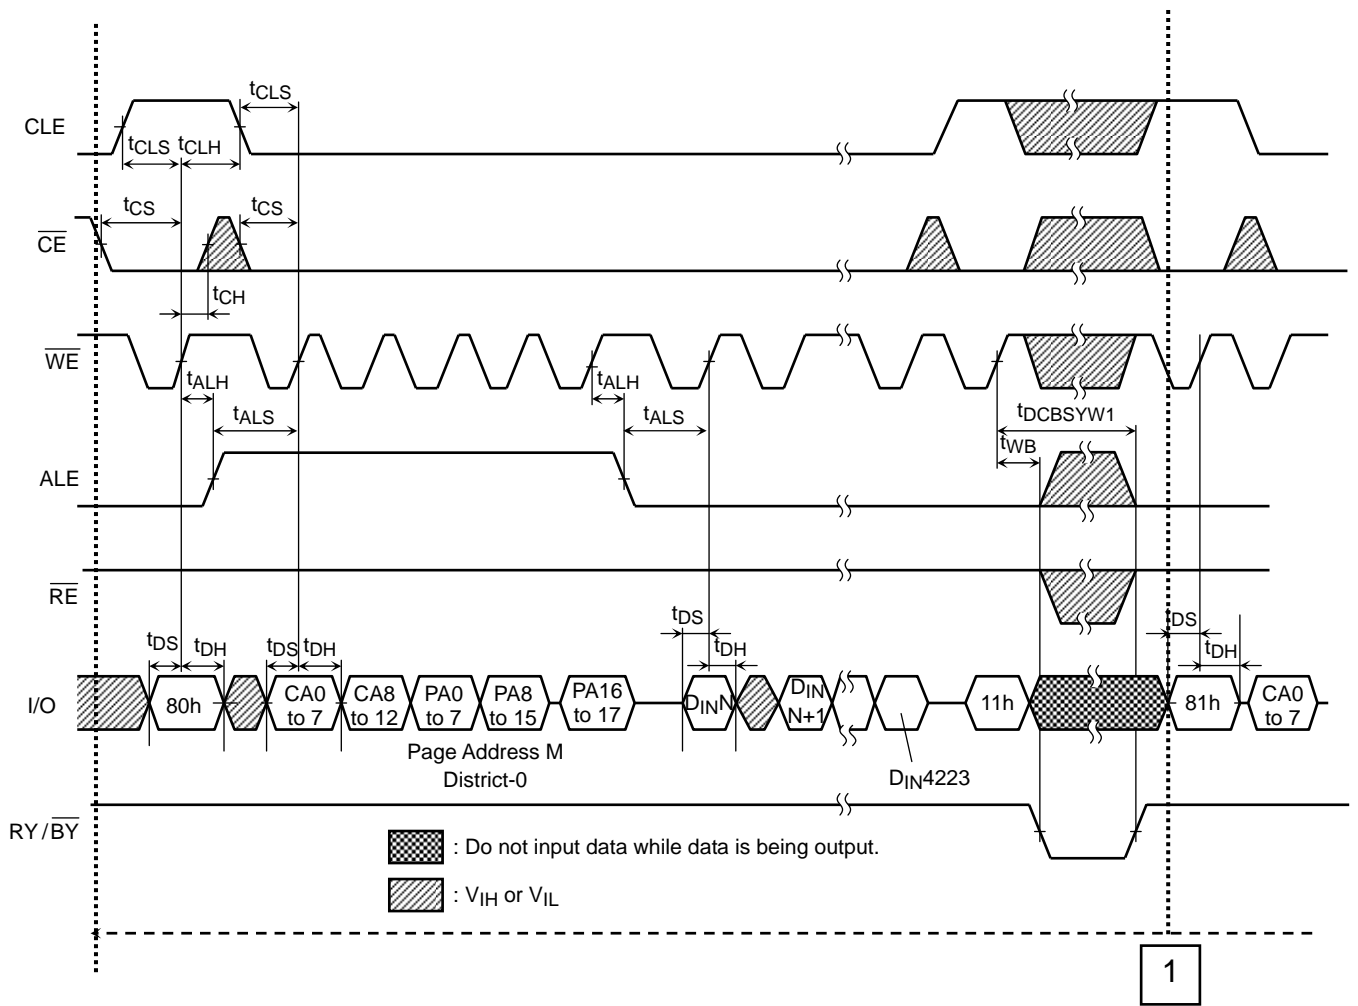 tCLS
CLE
tCLS
tCLH
tCS
tCS
CE
tCH
WE
tALH
tALH
tALS
tALS
tDCBSYW1
tWB
ALE
RE
tDS
tDH
tDS
tDH
tDS
tDH
tDS
tDH
I/O
80h
CA0
to 7
CA8
to 12
PA0
to 7
PA8
to 15
PA16
to 17
DINN
DIN
N+1
11h
81h
CA0
to 7
Page Address M
District-0
DIN4223
RY/BY
: Do not input data while data is being output.
: VIH or VIL
1